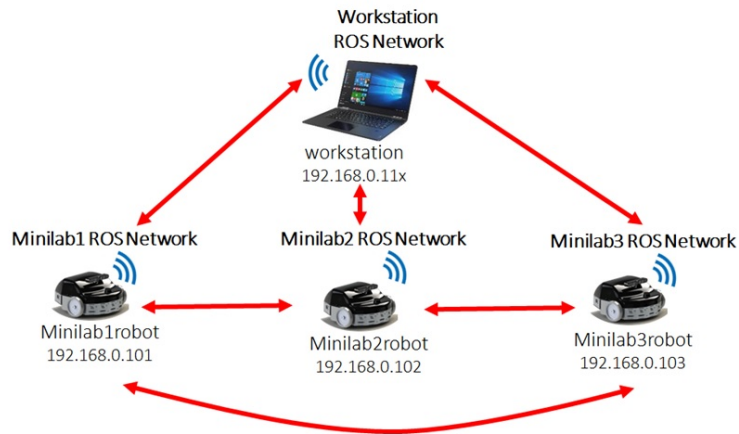 Workstation
ROS Network
workstation
192.168.0.11x
Minilab1 ROS Network
Minilab2 ROS Network
Minilab3 ROS Network
Minilab1robot
192.168.0.101
Minilab2robot
192.168.0.102
Minilab3robot
192.168.0.103